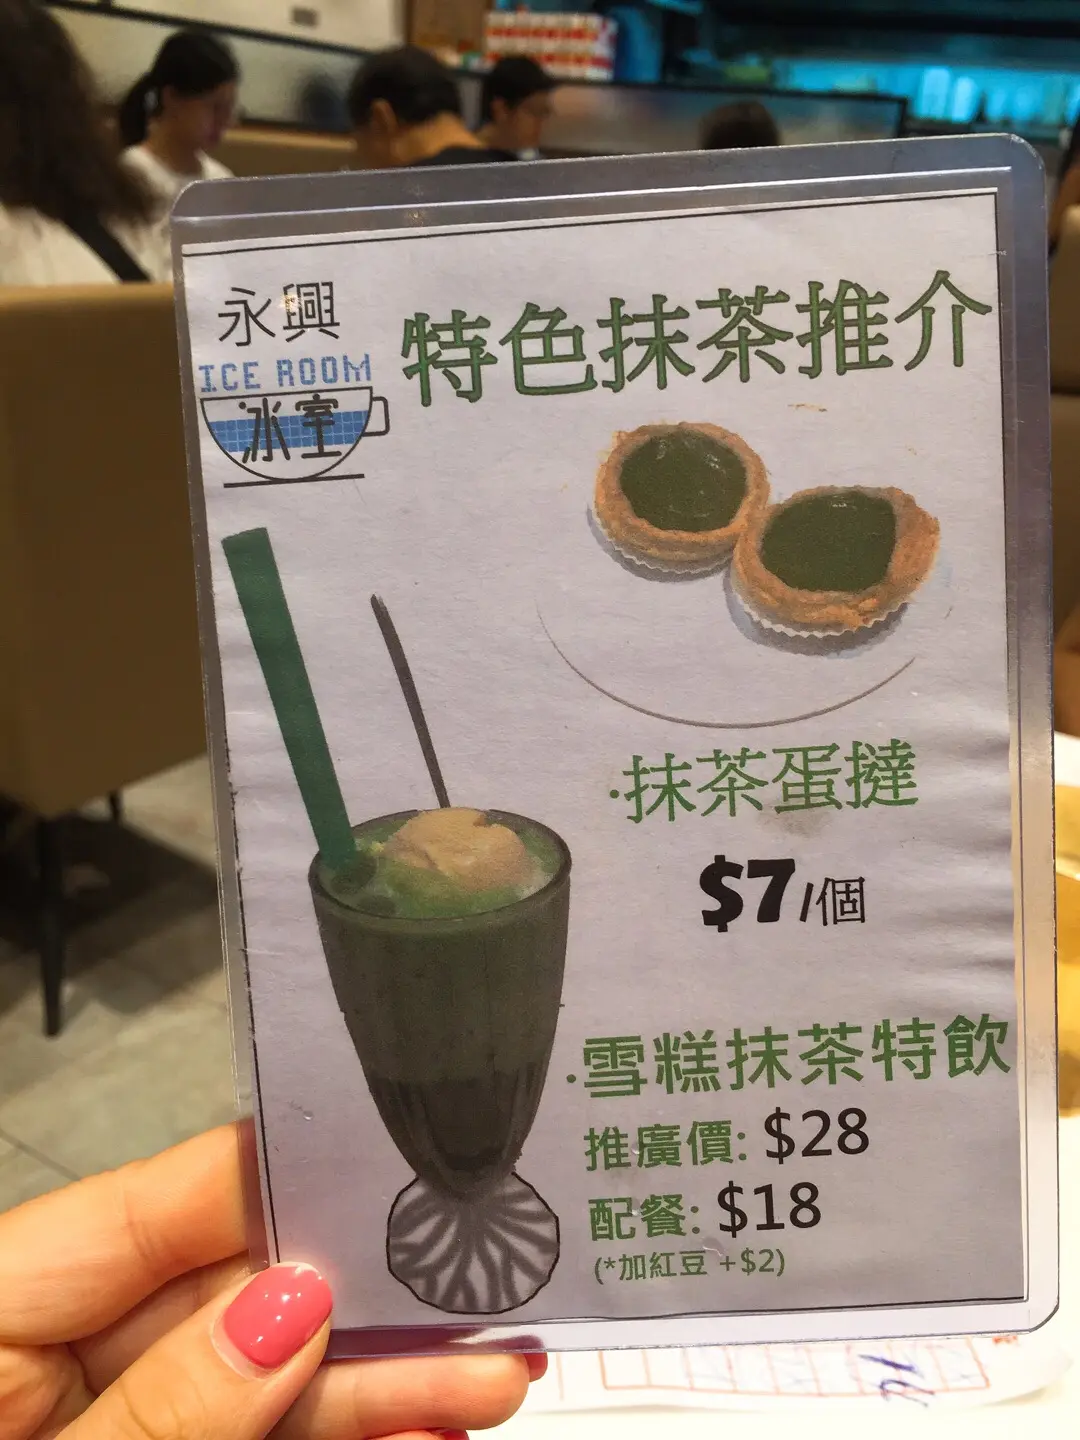 永興
ICE ROOM
冰室
特色抹茶推介
·抹茶蛋撻
$7/個
·雪糕抹茶特飲
推廣價: $28
配餐: $18
(*加紅豆 +$2)